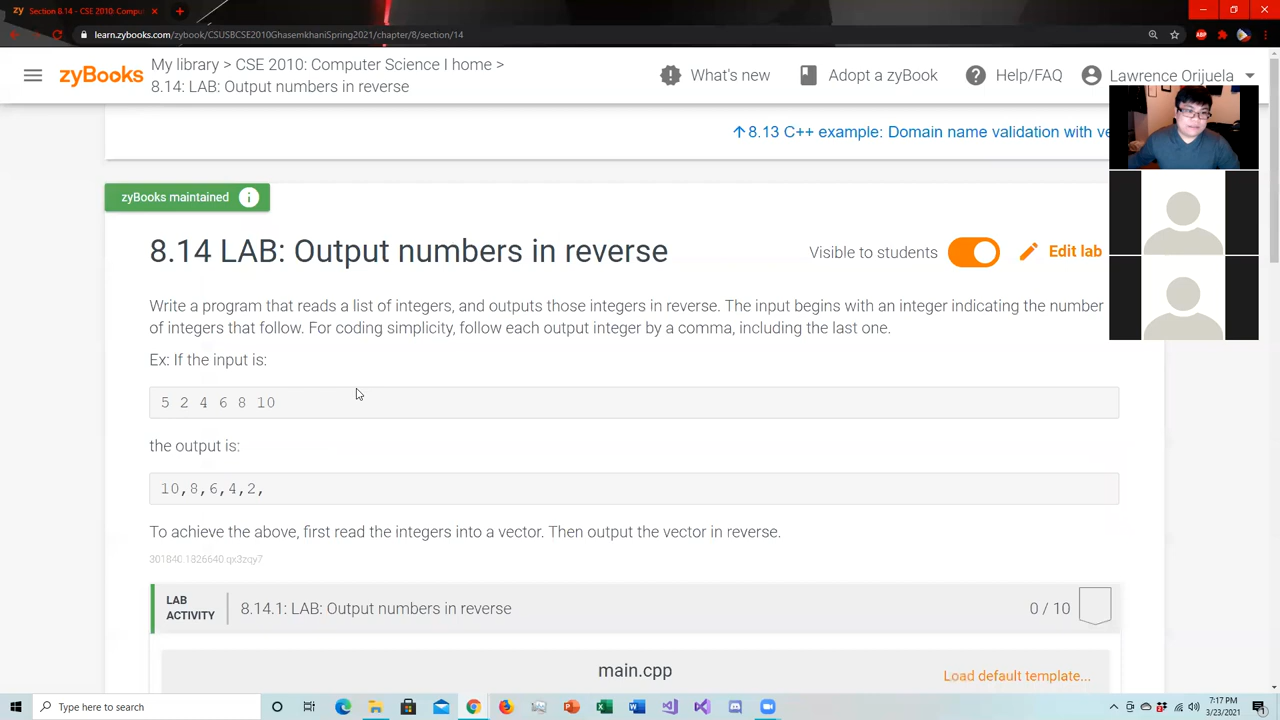 Section 8.14 - CSE 2010: Compu
learn.zybooks.com/zybook/CSUSBCSE2010GhasemkhaniSpring2021/chapter/8/section/14
zyBooks
My library > CSE 2010: Computer Science I home >
8.14: LAB: Output numbers in reverse
What's new
Adopt a zyBook
Help/FAQ
Lawrence Orijuela
8.13 C++ example: Domain name validation with ve
zyBooks maintained
8.14 LAB: Output numbers in reverse
Visible to students
Edit lab
Write a program that reads a list of integers, and outputs those integers in reverse. The input begins with an integer indicating the number
of integers that follow. For coding simplicity, follow each output integer by a comma, including the last one.
Ex: If the input is:
5 2 4 6 8 10
the output is:
10,8,6,4,2,
To achieve the above, first read the integers into a vector. Then output the vector in reverse.
301840.1826640.qx3zqy7
LAB
ACTIVITY
8.14.1: LAB: Output numbers in reverse
0 / 10
main.cpp
Load default template...
Type here to search
7:17 PM
3/23/2021